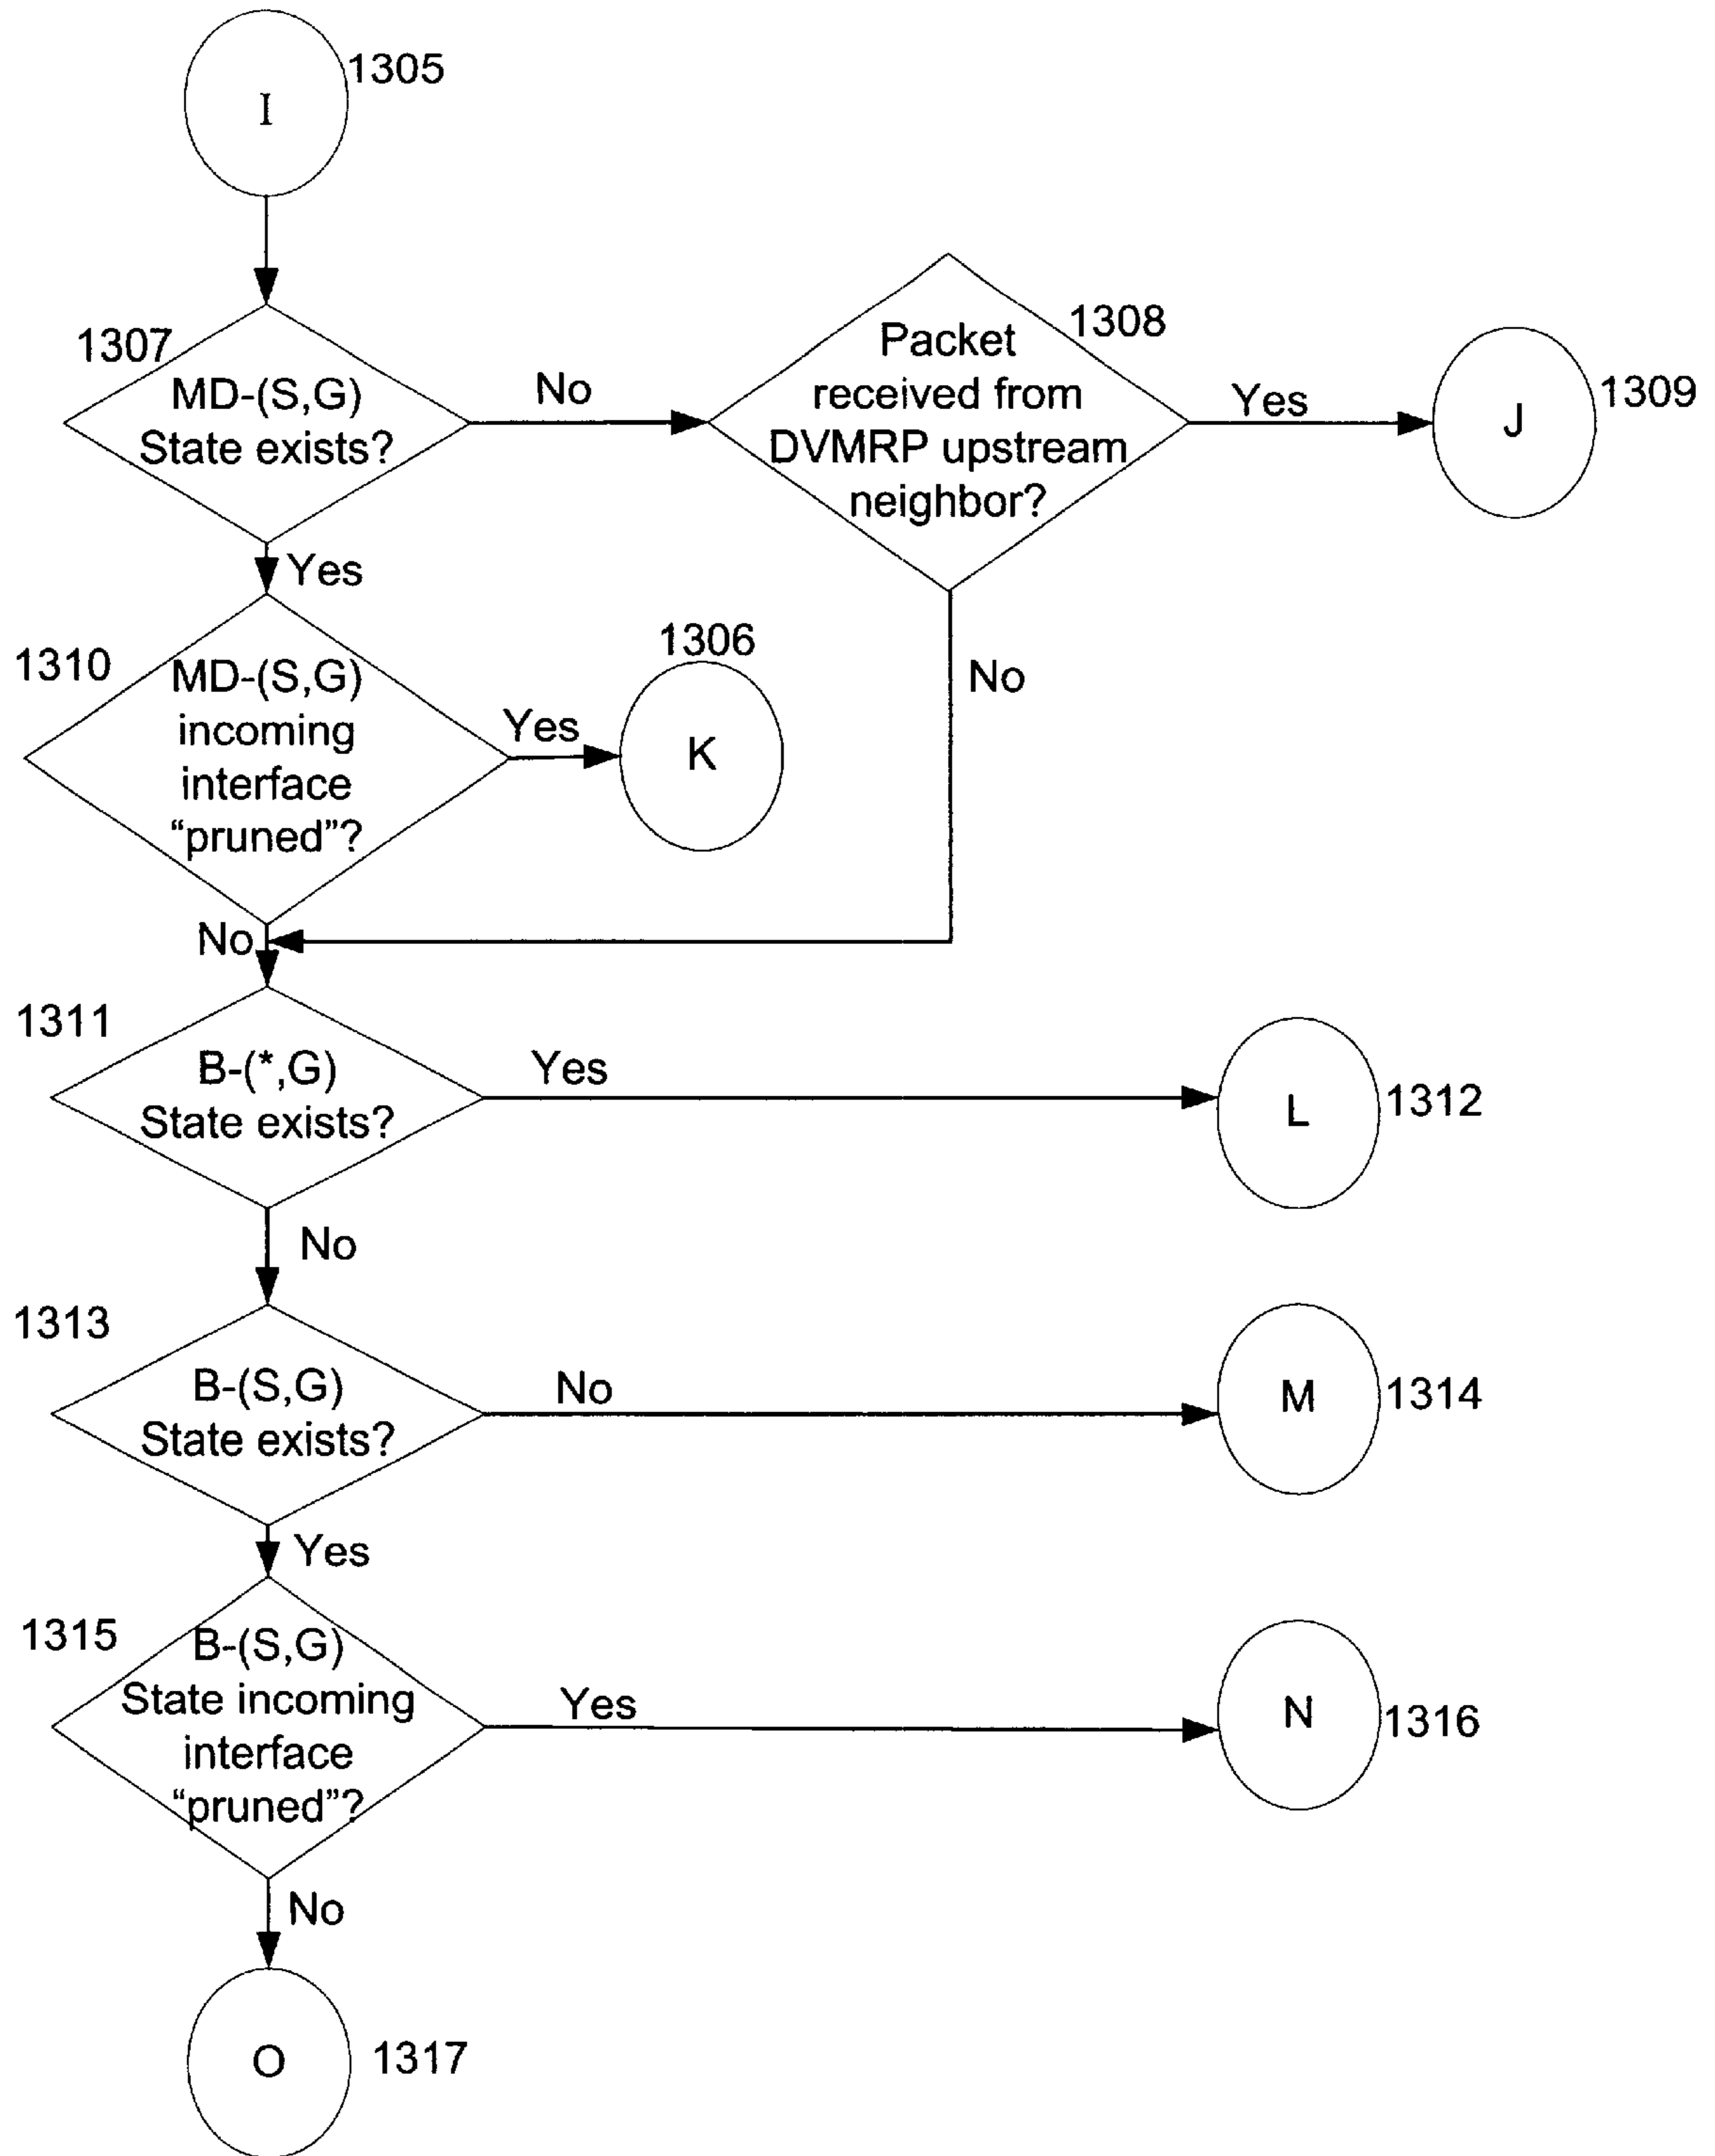 I
1305
1307
MD-(S,G)
State exists?
No
Packet
received from
DVMRP upstream
neighbor?
1308
Yes
J
1309
Yes
1310
MD-(S,G)
incoming
interface
“pruned”?
Yes
1306
K
No
No
1311
B-(*,G)
State exists?
Yes
L
1312
No
1313
B-(S,G)
State exists?
No
M
1314
Yes
1315
B-(S,G)
State incoming
interface
“pruned”?
Yes
N
1316
No
O
1317